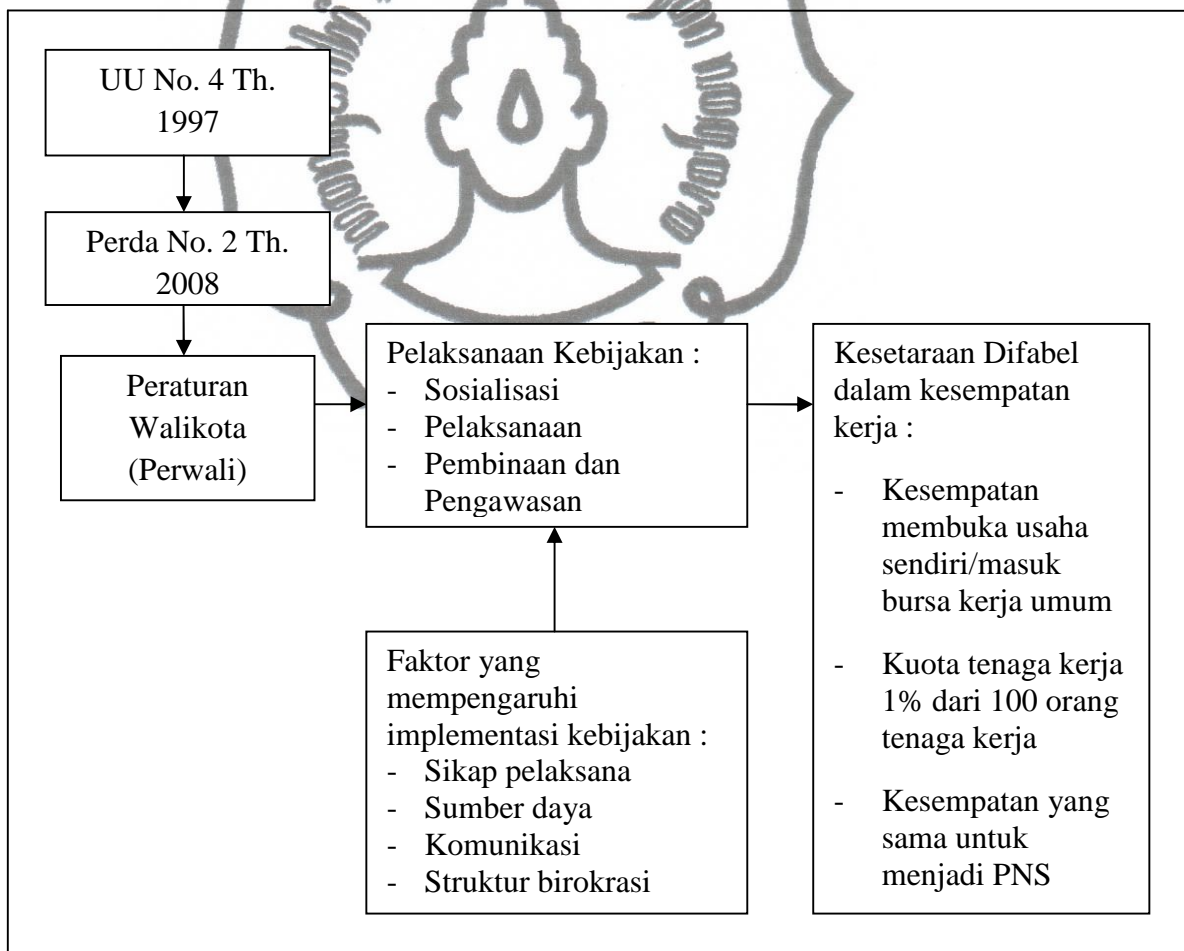 UU No. 4 Th.
1997
Perda No. 2 Th.
2008
Peraturan
Walikota
(Perwali)
Pelaksanaan Kebijakan :
- Sosialisasi
- Pelaksanaan
- Pembinaan dan
Pengawasan
Faktor yang
mempengaruhi
implementasi kebijakan :
- Sikap pelaksana
- Sumber daya
- Komunikasi
- Struktur birokrasi
Kesetaraan Difabel
dalam kesempatan
kerja :
- Kesempatan
membuka usaha
sendiri/masuk
bursa kerja umum
- Kuota tenaga kerja
1% dari 100 orang
tenaga kerja
- Kesempatan yang
sama untuk
menjadi PNS